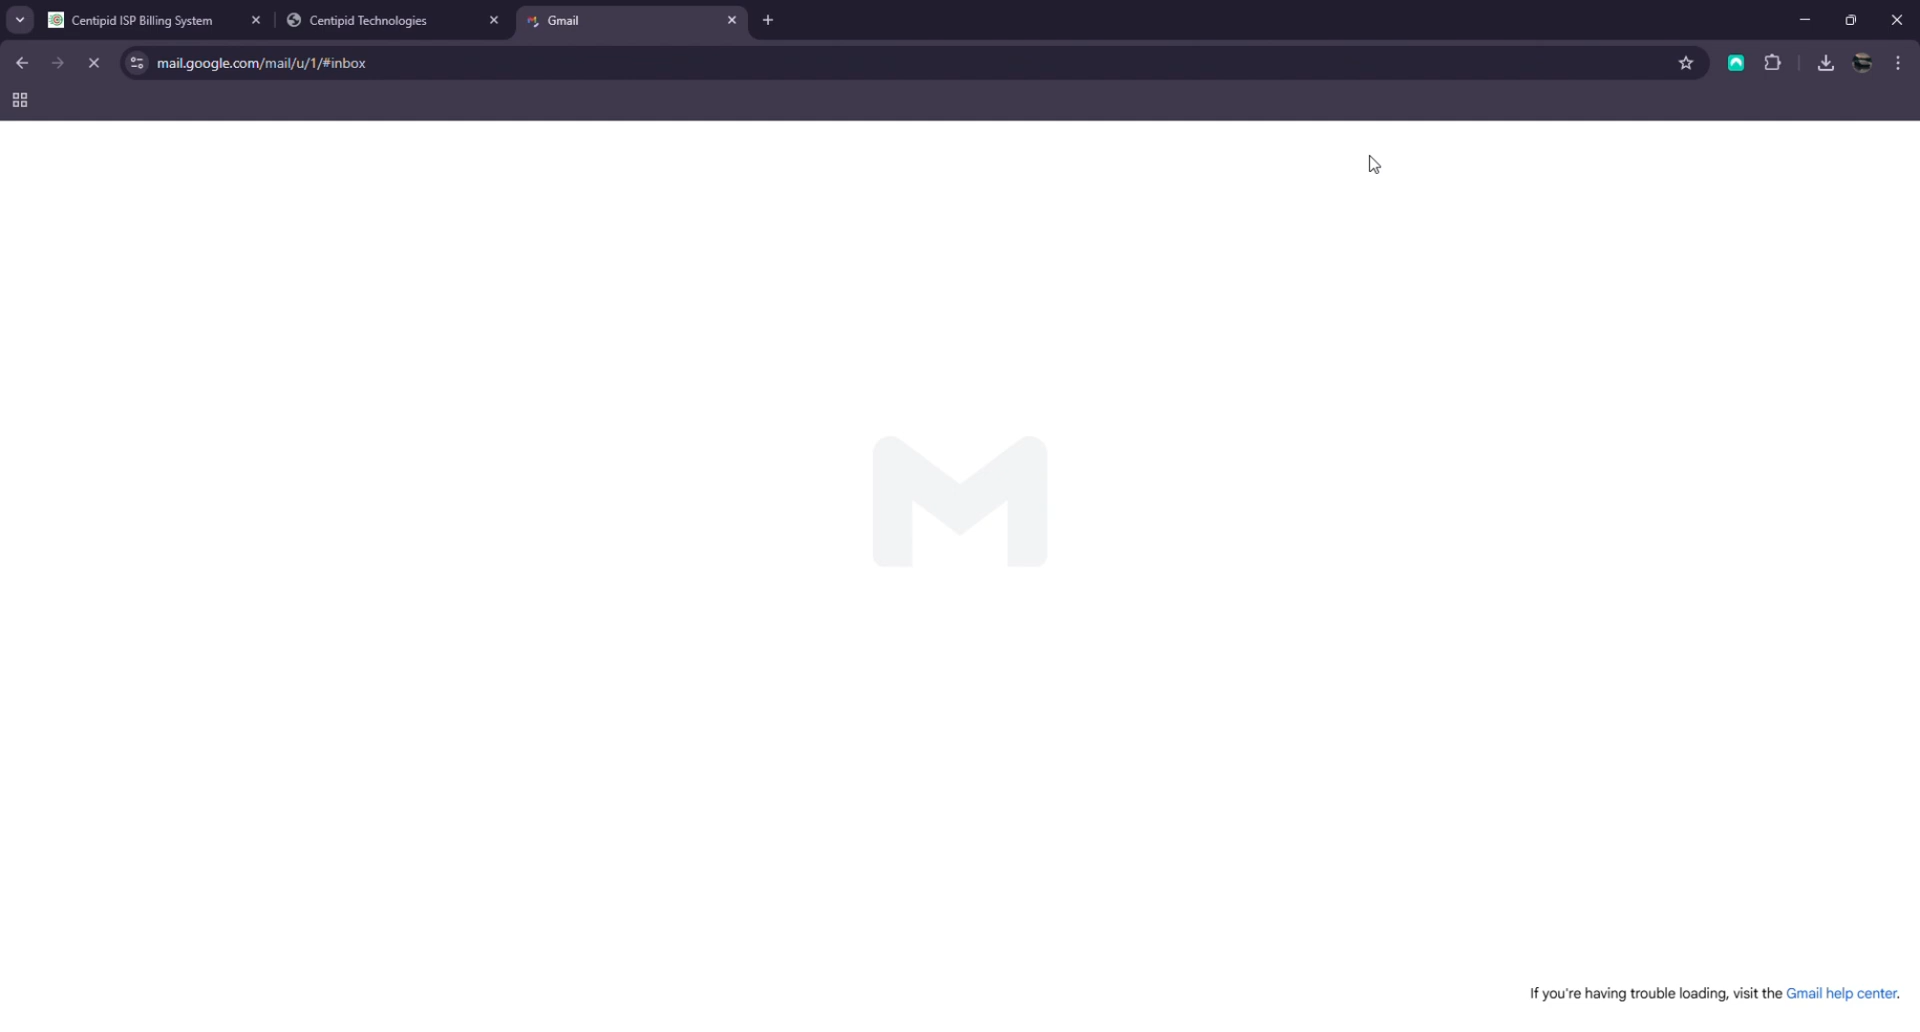 Centipid ISP Billing System
Centipid Technologies
Gmail
mail.google.com/mail/u/1/#inbox
If you're having trouble loading, visit the Gmail help center.